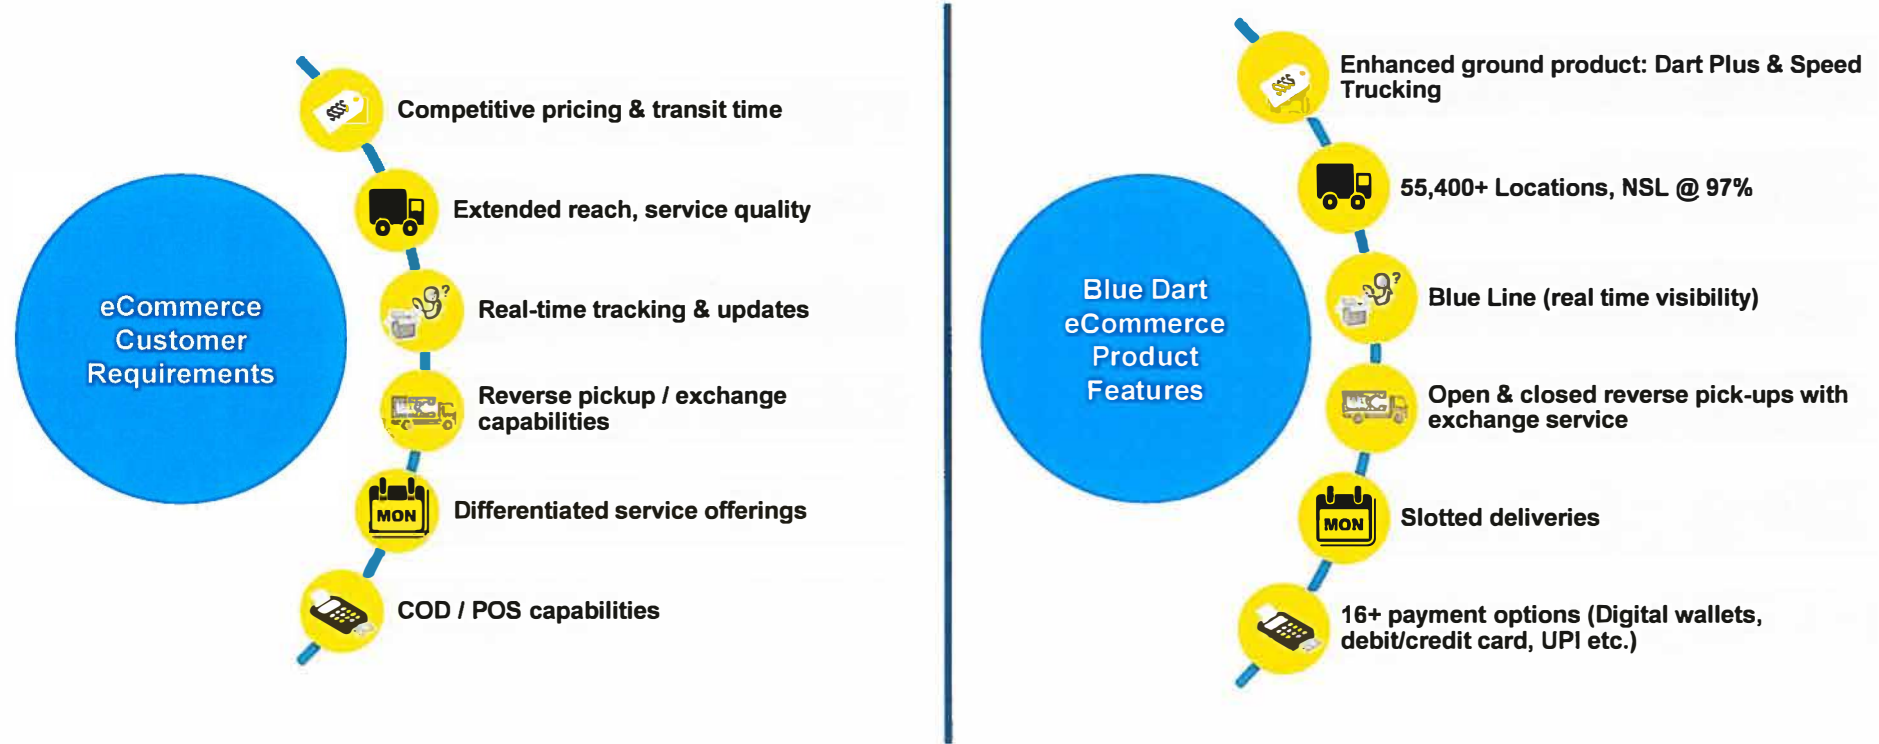 eCommerce
Customer
Requirements
Competitive pricing & transit time
Extended reach, service quality
?
Real-time tracking & updates
Reverse pickup / exchange
capabilities
MON
Differentiated service offerings
COD / POS capabilities
Blue Dart
eCommerce
Product
Features
$$$
Enhanced ground product: Dart Plus & Speed
Trucking
55,400+ Locations, NSL @ 97%
?
Blue Line (real time visibility)
Open & closed reverse pick-ups with
exchange service
MON
Slotted deliveries
16+ payment options (Digital wallets,
debit/credit card, UPI etc.)